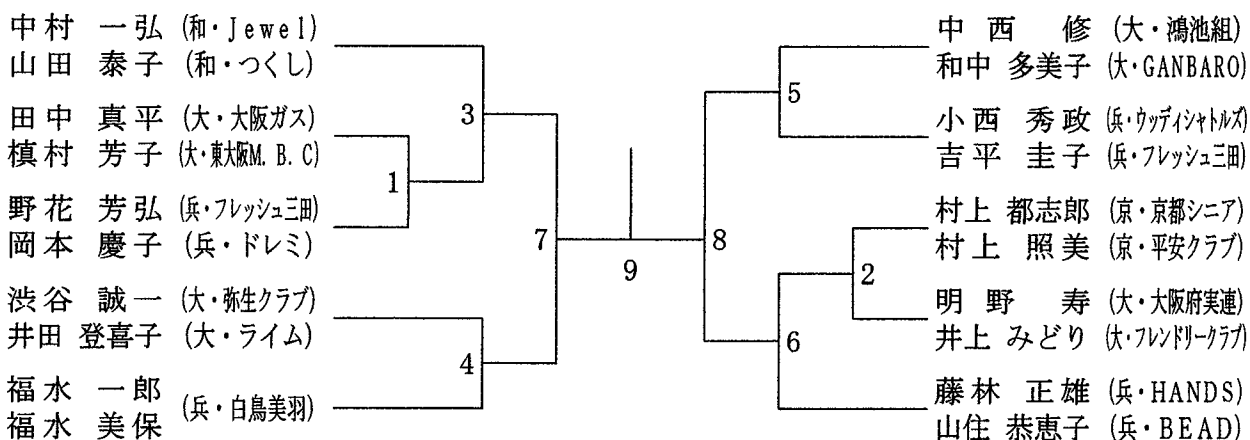 中村 一弘 (和・Jewel)
山田 泰子 (和・つくし)
田中 真平 (大・大阪ガス)
槙村 芳子 (大・東大阪M.B.C)
野花 芳弘 (兵・フレッシュ三田)
岡本 慶子 (兵・ドレミ)
渋谷 誠一 (大・弥生クラブ)
井田 登喜子 (大・ライム)
福水 一郎
福水 美保
(兵・白鳥美羽)
3
1
7
4
9
8
5
2
6
中西 修 (大・鴻池組)
和中 多美子 (大・GANBARO)
小西 秀政 (兵・ウッディシャトルズ)
吉平 圭子 (兵・フレッシュ三田)
村上 都志郎 (京・京都シニア)
村上 照美 (京・平安クラブ)
明野 寿 (大・大阪府実連)
井上 みどり (大・フレンドリークラブ)
藤林 正雄 (兵・HANDS)
山住 恭恵子 (兵・BEAD)